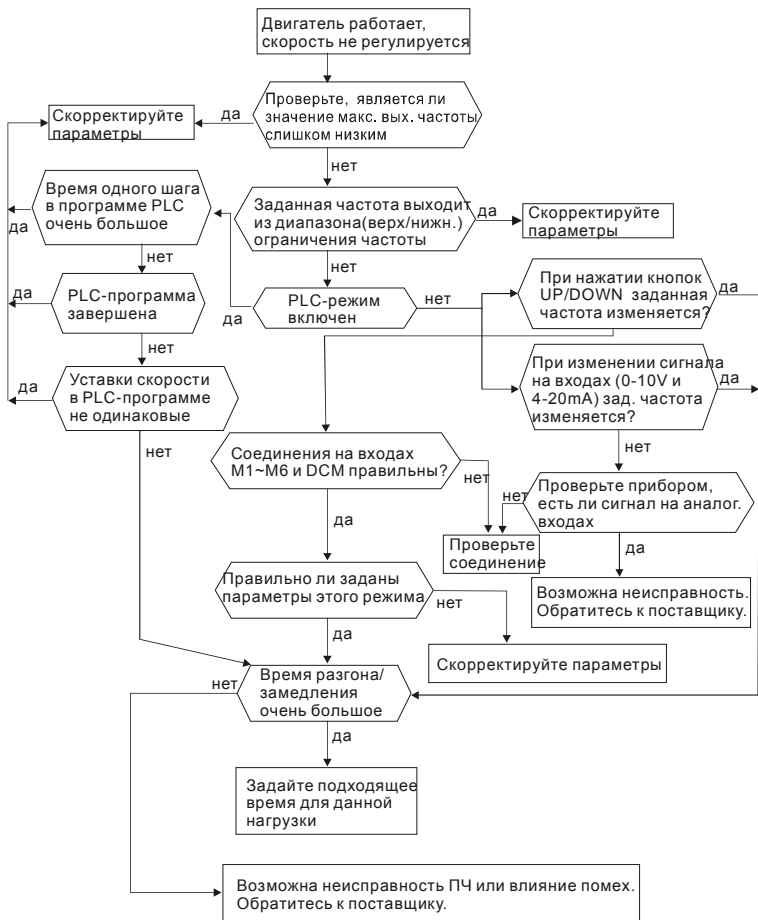 Двигатель работает,
скорость не регулируется
Проверьте, является ли
значение макс. вых. частоты
слишком низким
да
Скорректируйте
параметры
нет
Время одного шага
в программе PLC
очень большое
да
нет
Заданная частота выходит
из диапазона(верх/нижн.)
ограничения частоты
да
Скорректируйте
параметры
нет
PLC-программа
завершена
да
нет
PLC-режим
включен
да
нет
При нажатии кнопок
UP/DOWN заданная
частота изменяется?
да
Уставки скорости
в PLC-программе
не одинаковые
да
нет
При изменении сигнала
на входах (0-10V и
4-20mA) зад. частота
изменяется?
да
нет
Соединения на входах
M1~M6 и DCM правильны?
нет
да
Проверьте прибором,
есть ли сигнал на аналог.
входах
нет
да
Проверьте
соединение
Возможна неисправность.
Обратитесь к поставщику.
Правильно ли заданы
параметры этого режима
нет
да
Скорректируйте параметры
Время разгона/
замедления
очень большое
нет
да
Задайте подходящее
время для данной
нагрузки
Возможна неисправность ПЧ или влияние помех.
Обратитесь к поставщику.